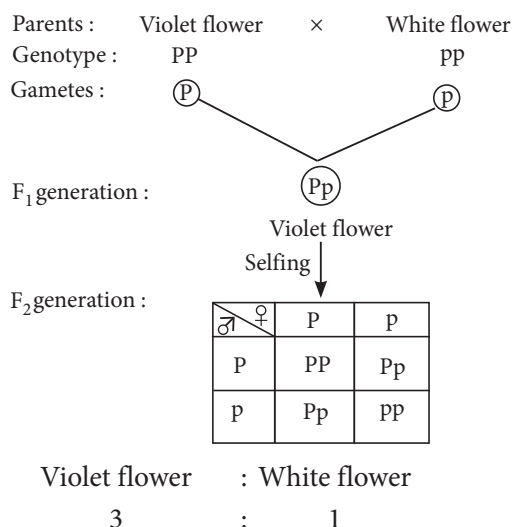 Parents : Violet flower × White flower
Genotype : PP pp
Gametes : P p
F₁ generation : Pp
Violet flower
Selfing
F₂ generation :
♂ ♀ P p
P PP Pp
p Pp pp
Violet flower : White flower
3 : 1